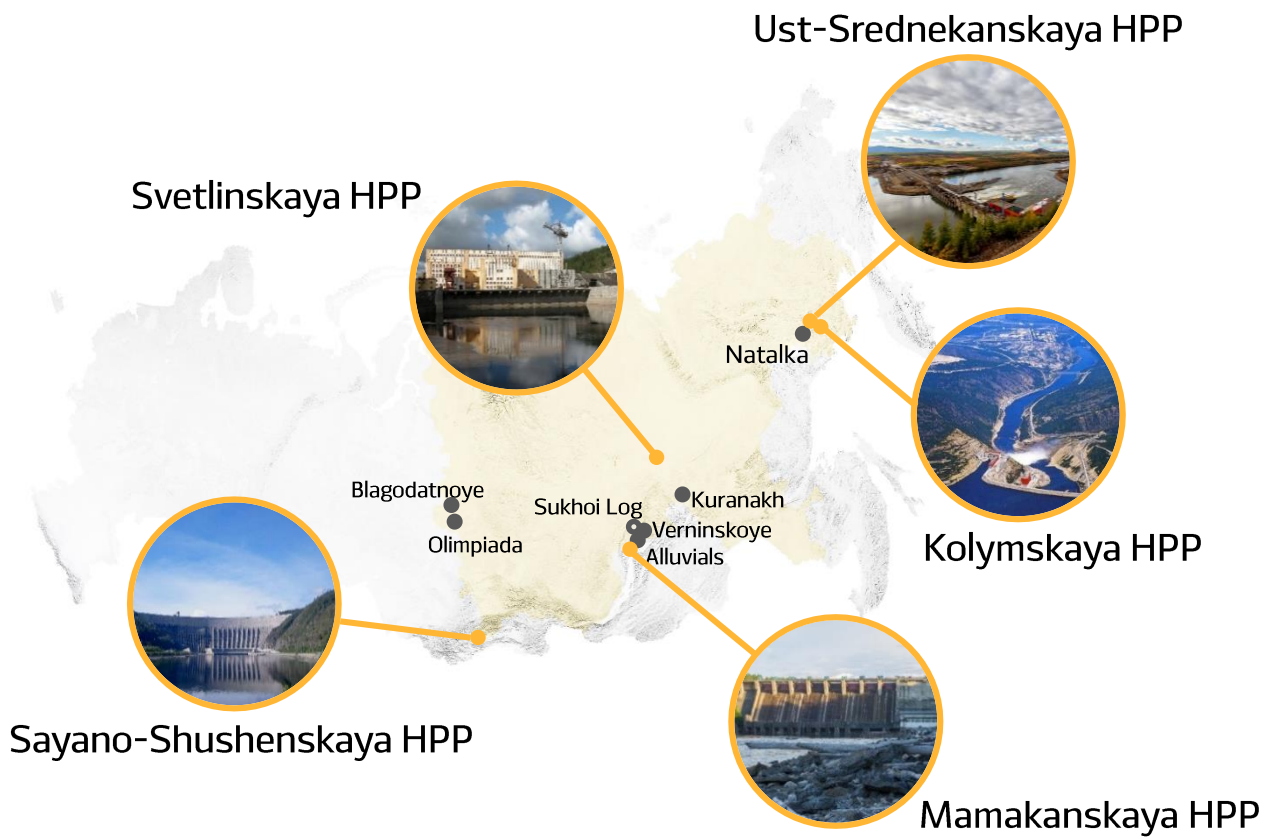 Ust-Srednekanskaya HPP
Svetlinskaya HPP
Natalka
Blagodatnoye
Sukhoi Log
Kuranakh
Olimpiada
Verninskoye
Alluvials
Kolymskaya HPP
Sayano-Shushenskaya HPP
Mamakanskaya HPP